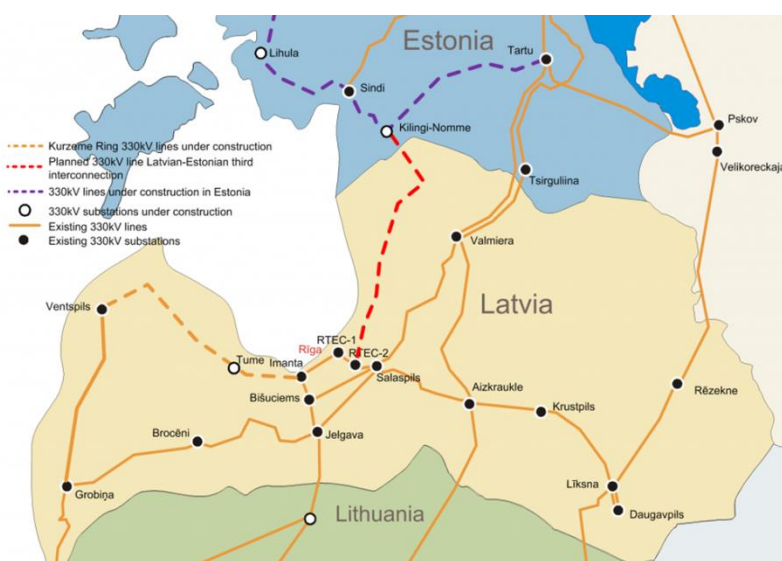 Estonia
Lihula
Tartu
Sindi
Kilingi-Nomme
Pskov
Velikoreckaja
Kurzeme Ring 330kV lines under construction
Planned 330kV line Latvian-Estonian third
interconnection
330kV lines under construction in Estonia
330kV substations under construction
Existing 330kV lines
Existing 330kV substations
Tsirguliina
Valmiera
Latvia
Ventspils
RTEC-1
Rīga
RTEC-2
Tume
Imanta
Salaspils
Bišuciems
Aizkraukle
Krustpils
Rēzekne
Brocēni
Jelgava
Grobiņa
Līksna
Daugavpils
Lithuania